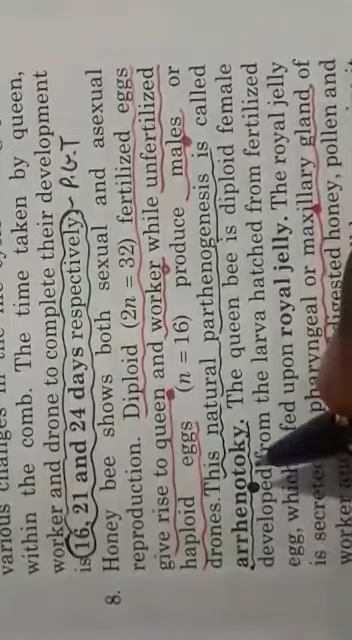 various changes in the
within the comb. The time taken by queen,
worker and drone to complete their development
is 16, 21 and 24 days respectively. P.G.T
8. Honey bee shows both sexual and asexual
reproduction. Diploid (2n = 32) fertilized eggs
give rise to queen and worker while unfertilized
haploid eggs (n = 16) produce males or
drones. This natural parthenogenesis is called
arrhenotoky. The queen bee is diploid female
developed from the larva hatched from fertilized
egg, which fed upon royal jelly. The royal jelly
is secreted pharyngeal or maxillary gland of
worker digested honey, pollen and